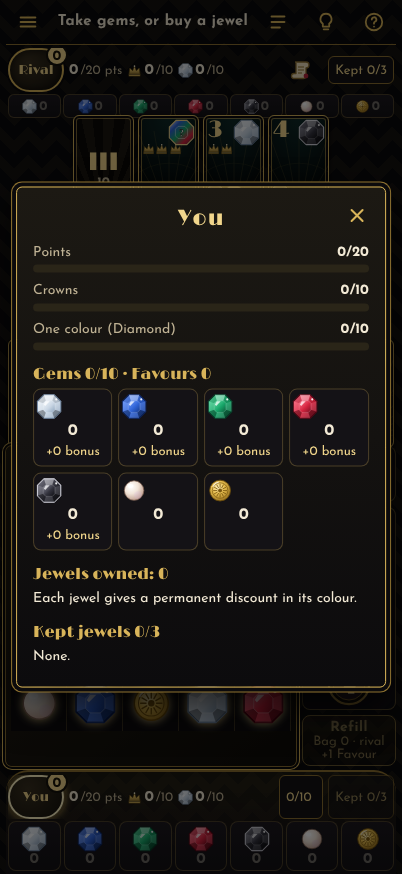 Take gems, or buy a jewel
0
Rival 0/20 pts 0/10 0/10 Kept 0/3
0 0 0 0 0 0 0
III 3 4
You
Points 0/20
Crowns 0/10
One colour (Diamond) 0/10
Gems 0/10 · Favours 0
0 0 0 0
+0 bonus +0 bonus +0 bonus +0 bonus
0 0 0
+0 bonus
Jewels owned: 0
Each jewel gives a permanent discount in its colour.
Kept jewels 0/3
None.
Refill
Bag 0 · rival
+1 Favour
0
You 0/20 pts 0/10 0/10 0/10 Kept 0/3
0 0 0 0 0 0 0